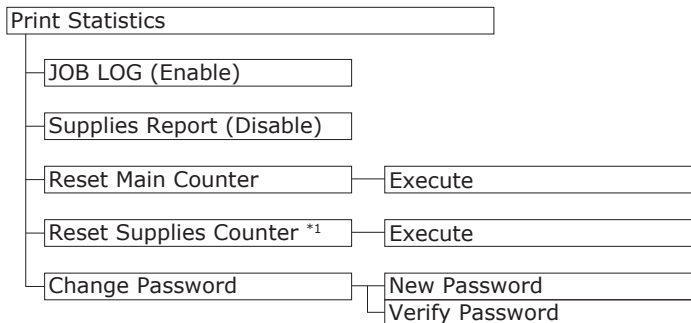 Print Statistics
JOB LOG (Enable)
Supplies Report (Disable)
Reset Main Counter Execute
Reset Supplies Counter *1 Execute
Change Password New Password
Verify Password